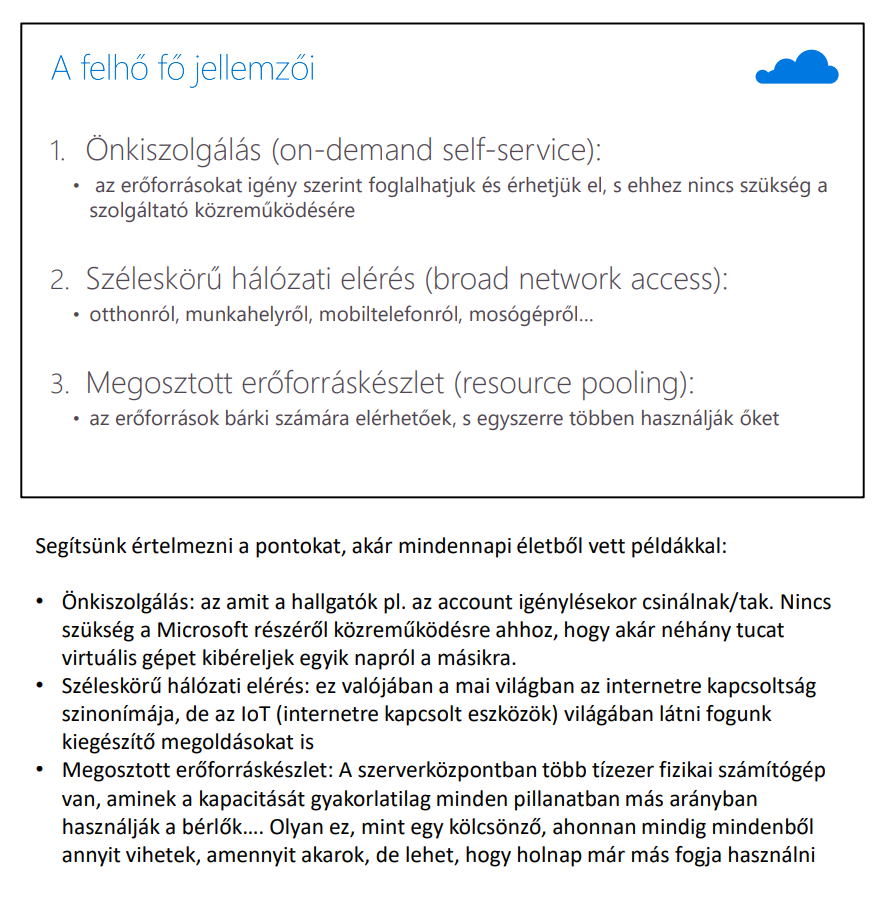 A felhő fő jellemzői
1. Önkiszolgálás (on-demand self-service):
• az erőforrásokat igény szerint foglalhatjuk és érhetjük el, s ehhez nincs szükség a
szolgáltató közreműködésére
2. Széleskörű hálózati elérés (broad network access):
• otthonról, munkahelyről, mobiltelefonról, mosógépről...
3. Megosztott erőforráskészlet (resource pooling):
• az erőforrások bárki számára elérhetőek, s egyszerre többen használják őket
Segítsünk értelmezni a pontokat, akár mindennapi életből vett példákkal:
• Önkiszolgálás: az amit a hallgatók pl. az account igénylésekor csinálnak/tak. Nincs
szükség a Microsoft részéről közreműködésre ahhoz, hogy akár néhány tucat
virtuális gépet kibéreljek egyik napról a másikra.
• Széleskörű hálózati elérés: ez valójában a mai világban az internetre kapcsoltság
szinonímája, de az IoT (internetre kapcsolt eszközök) világában látni fogunk
kiegészítő megoldásokat is
• Megosztott erőforráskészlet: A szerverközpontban több tízezer fizikai számítógép
van, aminek a kapacitását gyakorlatilag minden pillanatban más arányban
használják a bérlők.... Olyan ez, mint egy kölcsönző, ahonnan mindig mindenből
annyit vihetek, amennyit akarok, de lehet, hogy holnap már más fogja használni